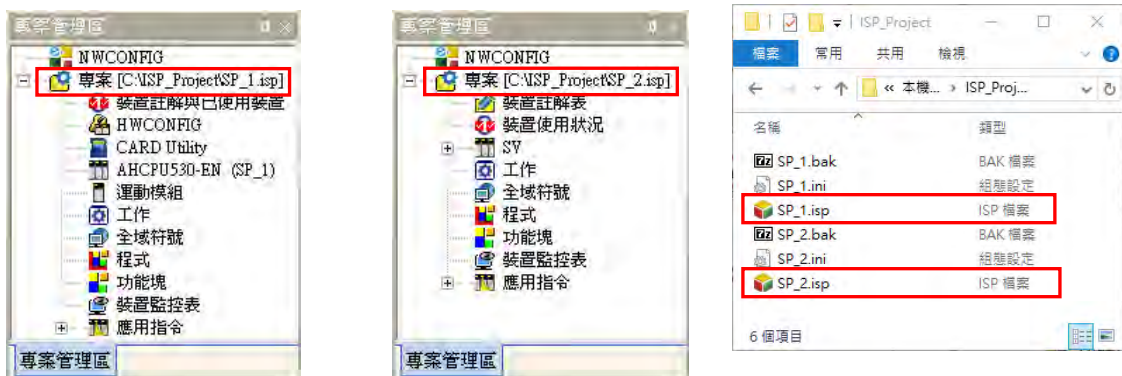 專案管理區
NWCONFIG
專案 [C:\ISP_Project\SP_1.isp]
裝置註解與已使用裝置
HWCONFIG
CARD Utility
AHCPU530-EN (SP_1)
運動模組
工作
全域符號
程式
功能塊
裝置監控表
應用指令
專案管理區
專案管理區
NWCONFIG
專案 [C:\ISP_Project\SP_2.isp]
裝置註解表
裝置使用狀況
SV
工作
全域符號
程式
功能塊
裝置監控表
應用指令
專案管理區
ISP_Project
檔案 常用 共用 檢視
« 本機... › ISP_Proj...
名稱 類型
SP_1.bak BAK 檔案
SP_1.ini 組態設定
SP_1.isp ISP 檔案
SP_2.bak BAK 檔案
SP_2.ini 組態設定
SP_2.isp ISP 檔案
6 個項目